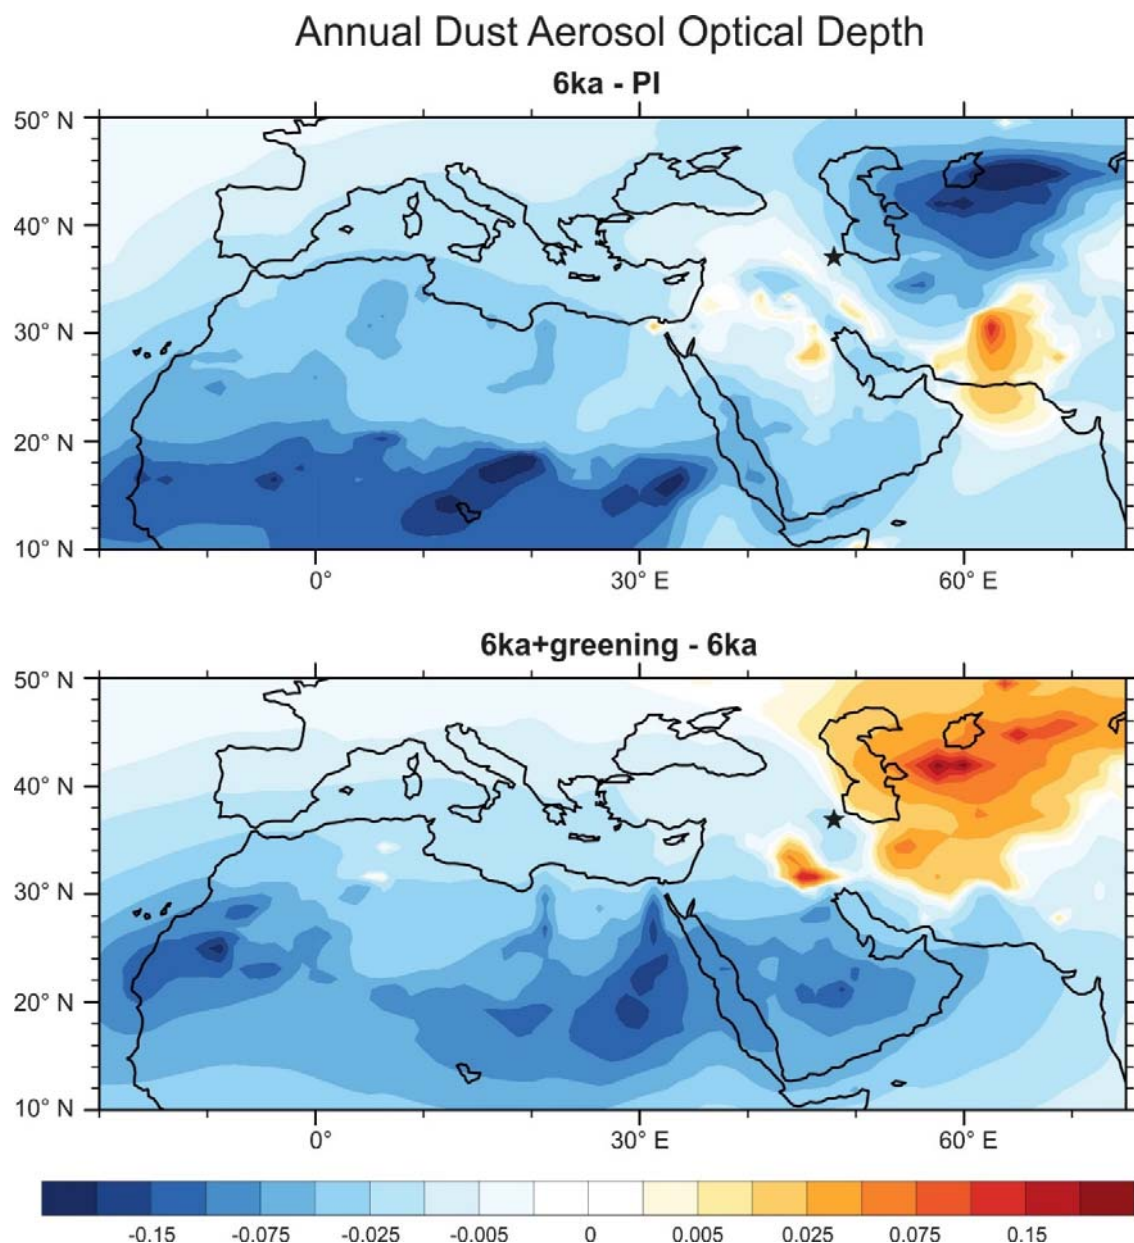 Annual Dust Aerosol Optical Depth
6ka - PI
50° N
40° N
30° N
20° N
10° N
0°
30° E
60° E
6ka+greening - 6ka
50° N
40° N
30° N
20° N
10° N
0°
30° E
60° E
-0.15 -0.075 -0.025 -0.005 0 0.005 0.025 0.075 0.15